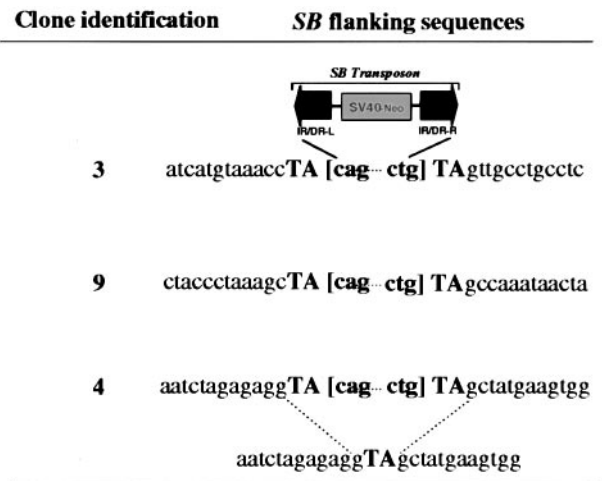 Clone identification SB flanking sequences
SB Transposon
SV40-Neo
IR/DR-L IR/DR-R
3 atcatgtaaaccTA [cag... ctg] TAgttgcctgcctc
9 ctaccctaaagcTA [cag... ctg] TAgccaaataacta
4 aatctagagaggTA [cag... ctg] TAgctatgaagtgg
aatctagagaggTAgctatgaagtgg